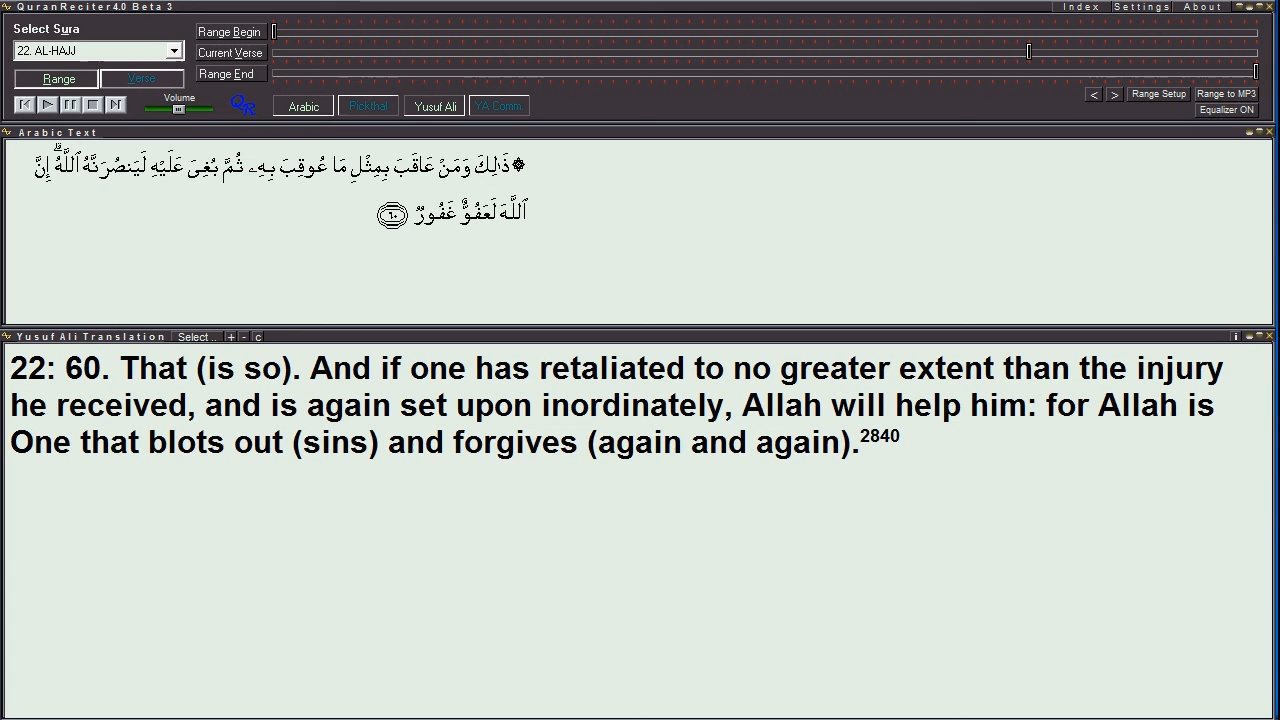 QuranReciter4.0 Beta 3
Index Settings About
Select Sura
22. AL-HAJJ
Range Verse
Range Begin
Current Verse
Range End
Volume
QR
Arabic Pickthal Yusuf Ali YA Comm.
< > Range Setup Range to MP3
Equalizer ON
Arabic Text
۞ ذَٰلِكَ وَمَنْ عَاقَبَ بِمِثْلِ مَا عُوقِبَ بِهِۦ ثُمَّ بُغِىَ عَلَيْهِ لَيَنصُرَنَّهُ ٱللَّهُ ۗ إِنَّ
ٱللَّهَ لَعَفُوٌّ غَفُورٌ ٦٠
Yusuf Ali Translation Select .. + - c
i
22: 60. That (is so). And if one has retaliated to no greater extent than the injury
he received, and is again set upon inordinately, Allah will help him: for Allah is
One that blots out (sins) and forgives (again and again).2840